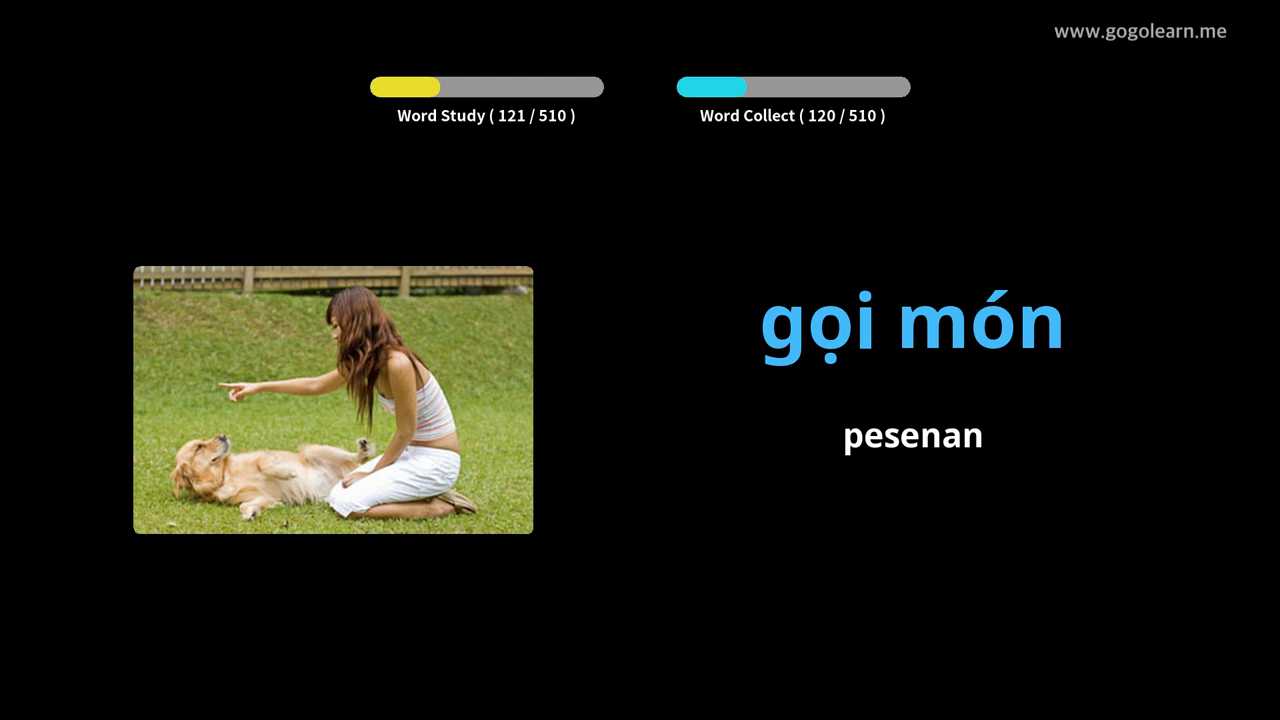 www.gogolearn.me
Word Study ( 121 / 510 )
Word Collect ( 120 / 510 )
gọi món
pesenan